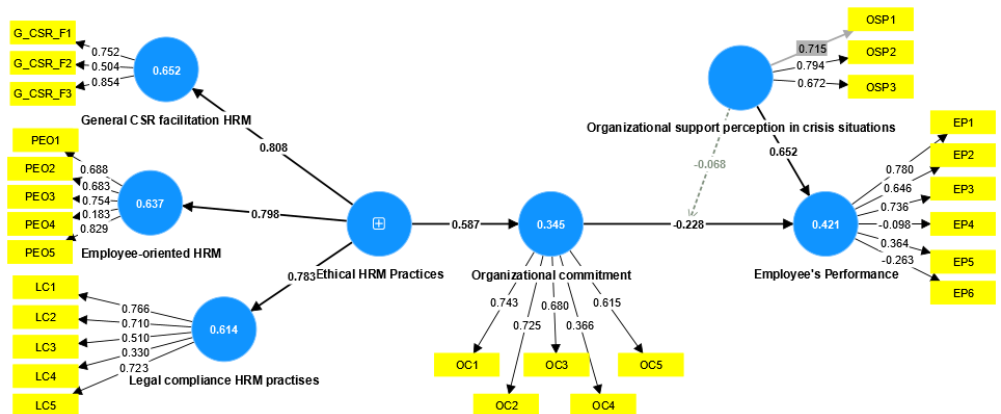 G_CSR_F1
G_CSR_F2
G_CSR_F3
0.752
0.504
0.854
0.652
General CSR facilitation HRM
0.808
PEO1
PEO2
PEO3
PEO4
PEO5
0.688
0.683
0.754
0.183
0.829
0.637
Employee-oriented HRM
0.798
LC1
LC2
LC3
LC4
LC5
0.766
0.710
0.510
0.330
0.723
0.614
Legal compliance HRM practises
0.783
Ethical HRM Practices
0.587
0.345
Organizational commitment
0.743
0.725
0.680
0.366
0.615
OC1
OC2
OC3
OC4
OC5
-0.228
-0.068
OSP1
OSP2
OSP3
0.715
0.794
0.672
Organizational support perception in crisis situations
0.652
0.421
Employee's Performance
0.780
0.646
0.736
-0.098
0.364
-0.263
EP1
EP2
EP3
EP4
EP5
EP6